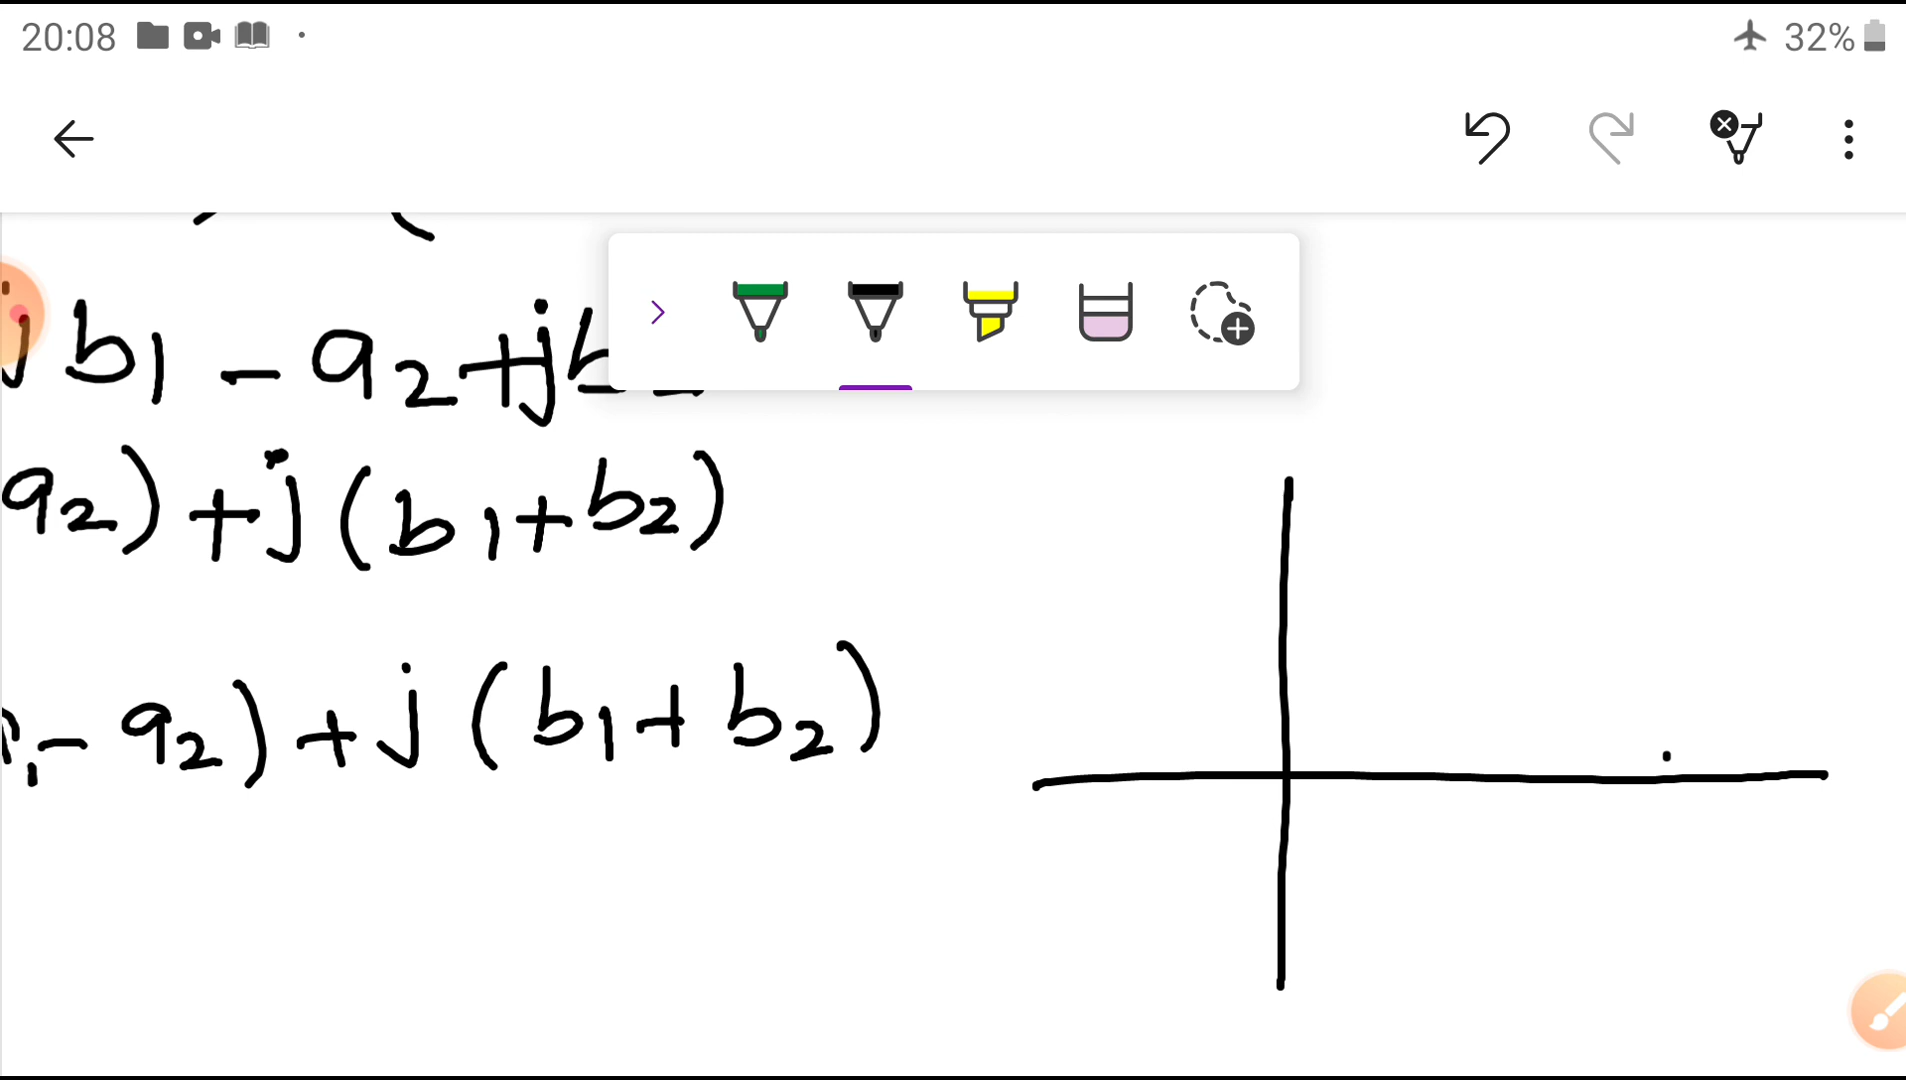 20:08 32%
b1 - a2 + jb
a2) + j (b1 + b2)
- a2) + j (b1 + b2)